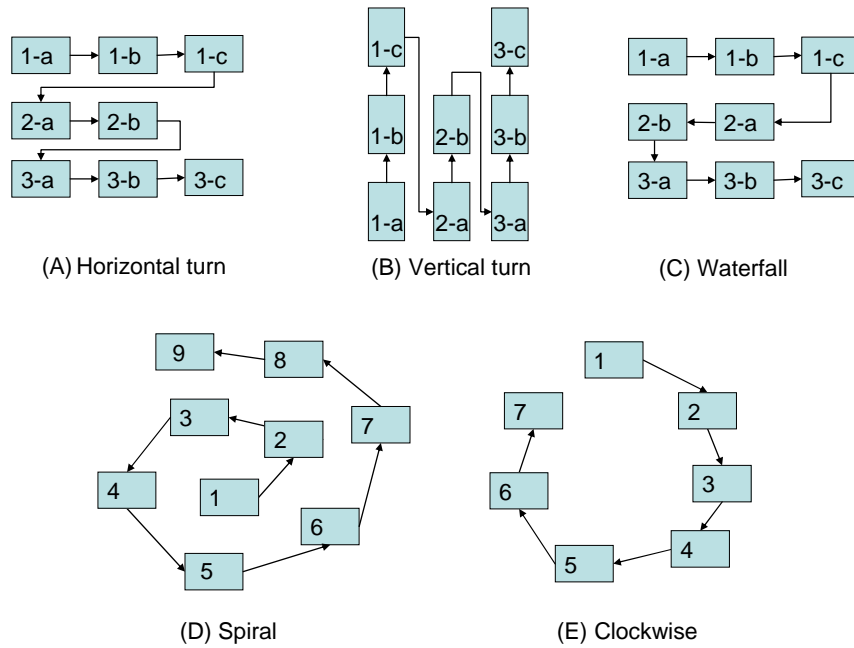 1-a 1-b 1-c
2-a 2-b
3-a 3-b 3-c
(A) Horizontal turn
1-c 3-c
1-b 2-b 3-b
1-a 2-a 3-a
(B) Vertical turn
1-a 1-b 1-c
2-b 2-a
3-a 3-b 3-c
(C) Waterfall
9 8
3 2 7
4 1 6
5
(D) Spiral
1
7 2
6 3
5 4
(E) Clockwise